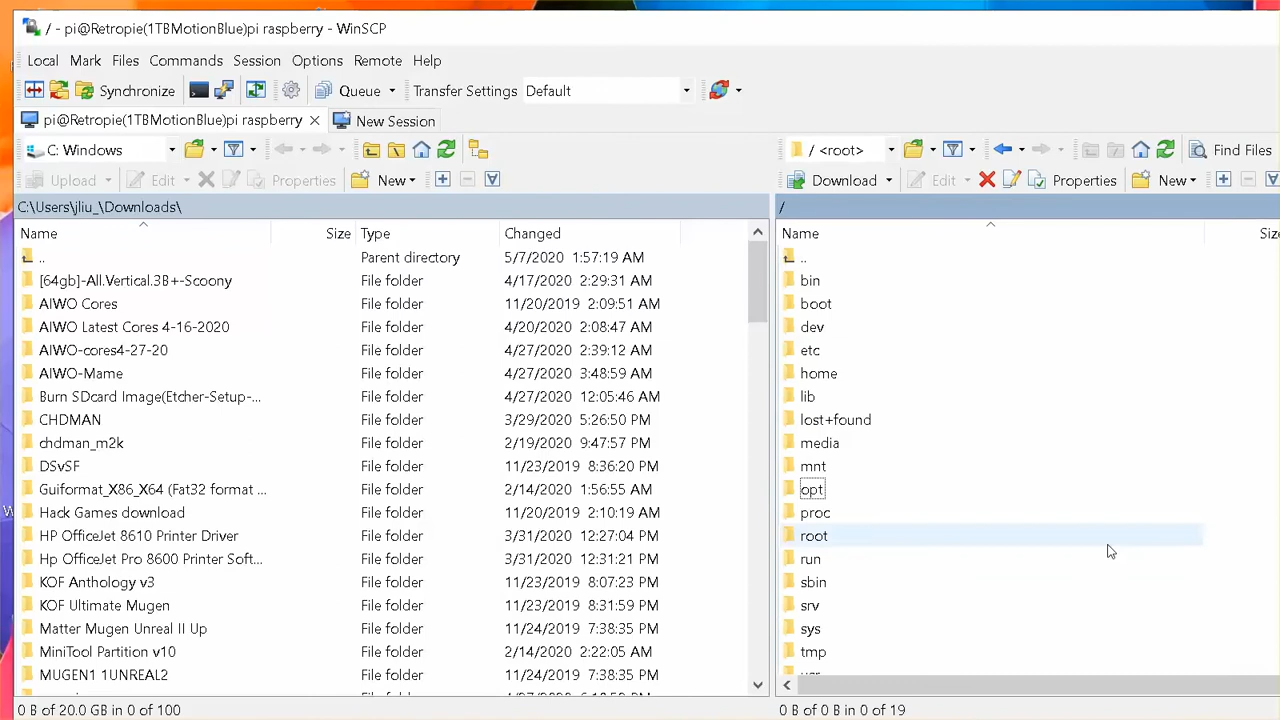 / - pi@Retropie(1TBMotionBlue)pi raspberry - WinSCP
Local Mark Files Commands Session Options Remote Help
Synchronize Queue Transfer Settings Default
pi@Retropie(1TBMotionBlue)pi raspberry New Session
C: Windows / <root> Find Files
Upload Edit Properties New Download Edit Properties New
C:\Users\Jiu_\Downloads\ /
Name Size Type Changed Name
.. Parent directory 5/7/2020 1:57:19 AM ..
[64gb]-All.Vertical.3B+-Scoony File folder 4/17/2020 2:29:31 AM bin
AIWO Cores File folder 11/20/2019 2:09:51 AM boot
AIWO Latest Cores 4-16-2020 File folder 4/20/2020 2:08:47 AM dev
AIWO-cores4-27-20 File folder 4/27/2020 2:39:12 AM etc
AIWO-Mame File folder 4/27/2020 3:48:59 AM home
Burn SDcard Image(Etcher-Setup-... File folder 4/27/2020 12:05:46 AM lib
CHDMAN File folder 3/29/2020 5:26:50 PM lost+found
chdman_m2k File folder 2/19/2020 9:47:57 PM media
DSvSF File folder 11/23/2019 8:36:20 PM mnt
Guiformat_X86_X64 (Fat32 format ... File folder 2/14/2020 1:56:55 AM opt
Hack Games download File folder 11/20/2019 2:10:19 AM proc
HP OfficeJet 8610 Printer Driver File folder 3/31/2020 12:27:04 PM root
Hp OfficeJet Pro 8600 Printer Soft... File folder 3/31/2020 12:31:21 PM run
KOF Anthology v3 File folder 11/23/2019 8:07:23 PM sbin
KOF Ultimate Mugen File folder 11/23/2019 8:31:59 PM srv
Matter Mugen Unreal II Up File folder 11/24/2019 7:38:35 PM sys
MiniTool Partition v10 File folder 2/14/2020 2:22:05 AM tmp
MUGEN1 1UNREAL2 File folder 11/24/2019 7:38:35 PM
0 B of 20.0 GB in 0 of 100 0 B of 0 B in 0 of 19